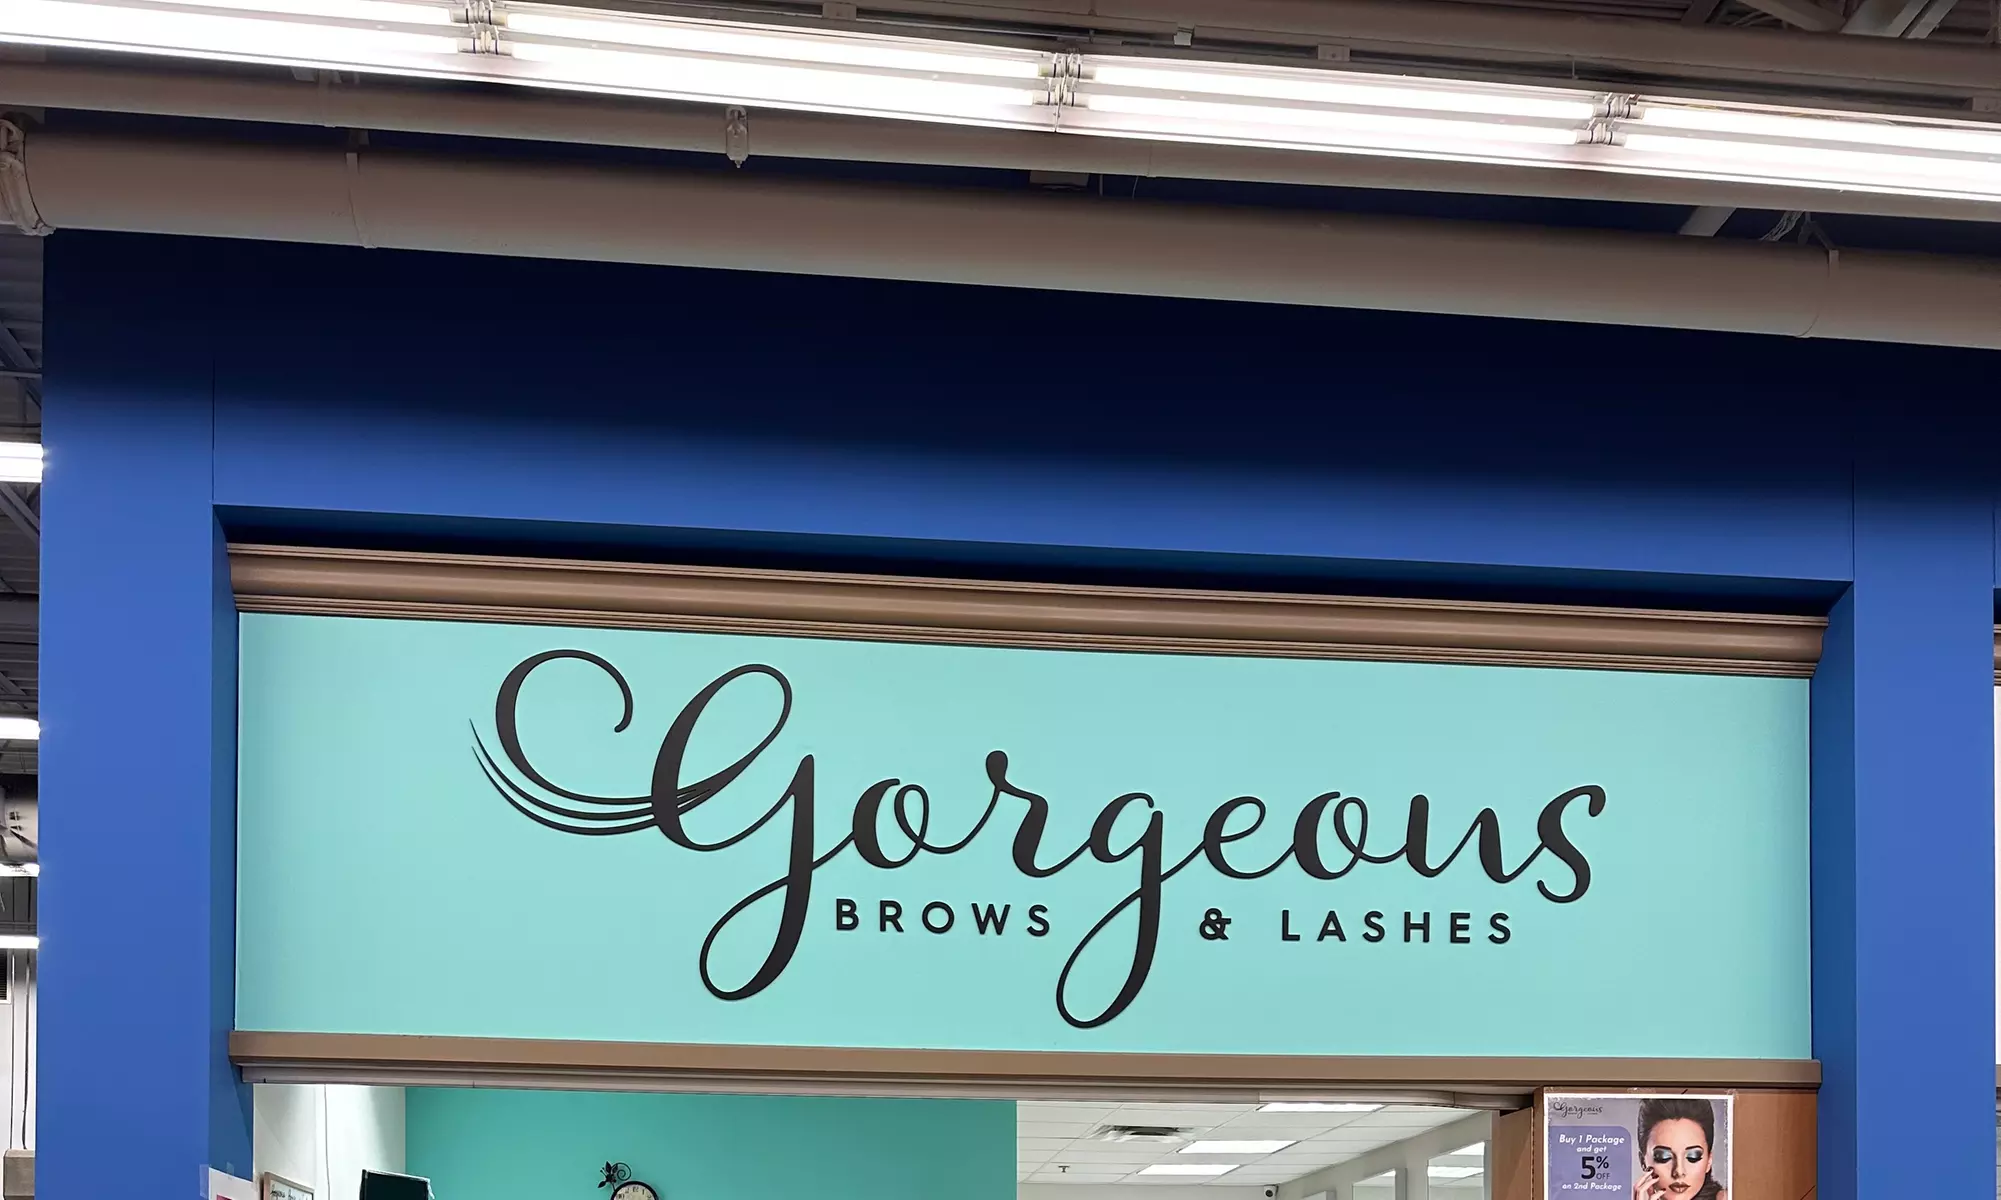 Gorgeous
BROWS & LASHES
Gorgeous
Buy 1 Package
and get
5%
OFF
on 2nd Package